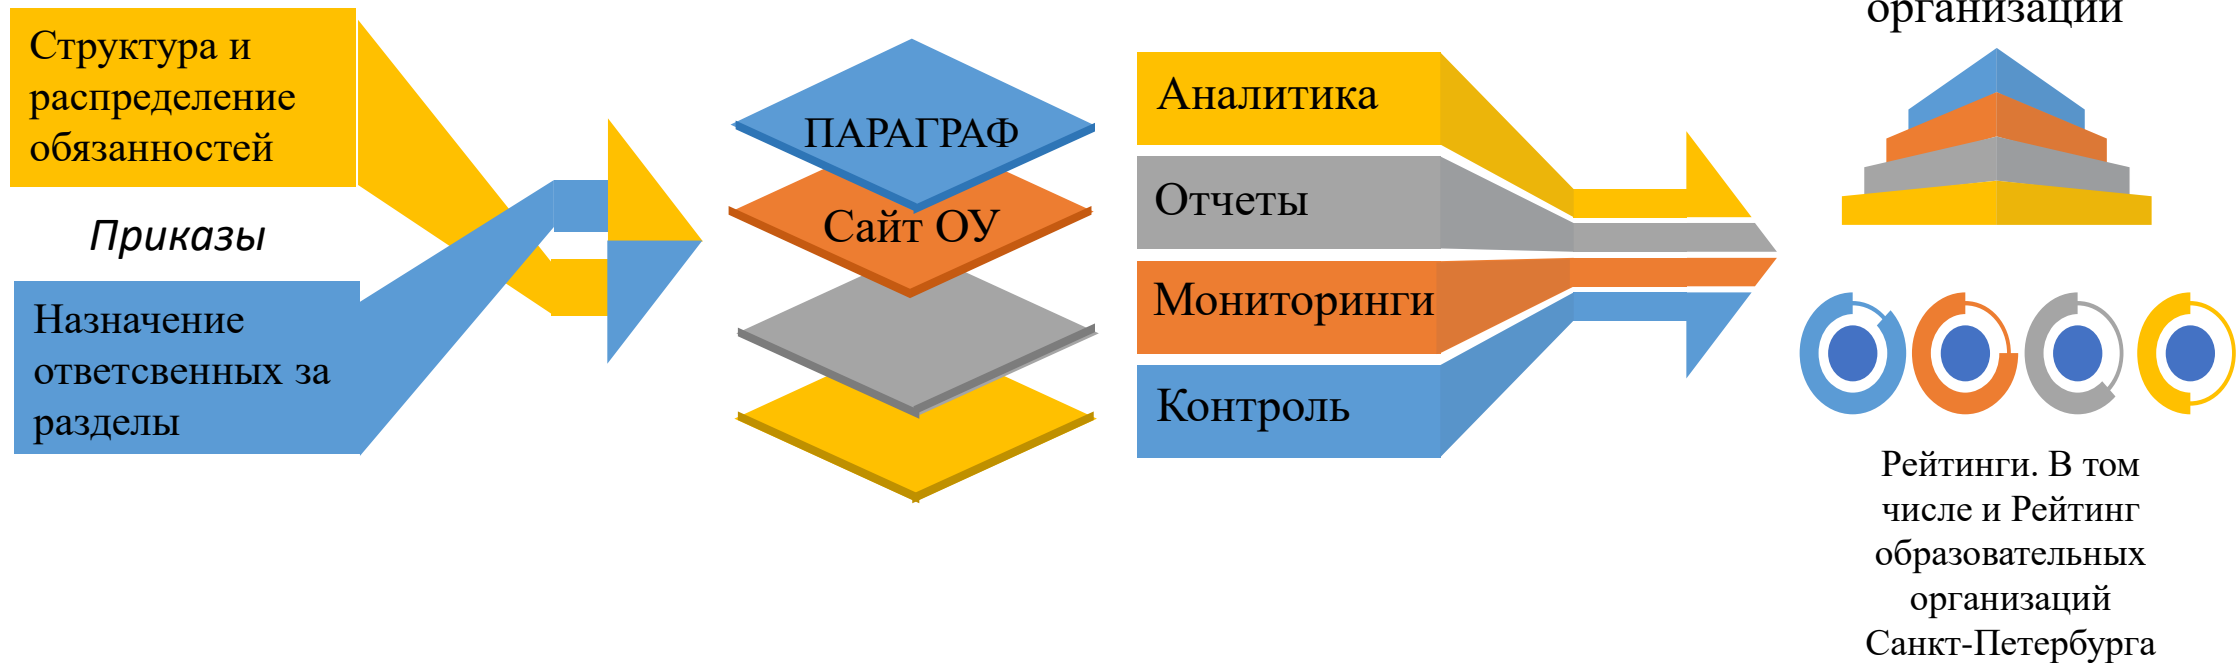 Структура и
распределение
обязанностей
Приказы
Назначение
ответсвенных за
разделы
ПАРАГРАФ
Сайт ОУ
Аналитика
Отчеты
Мониторинги
Контроль
организации
Рейтинги. В том
числе и Рейтинг
образовательных
организаций
Санкт-Петербурга